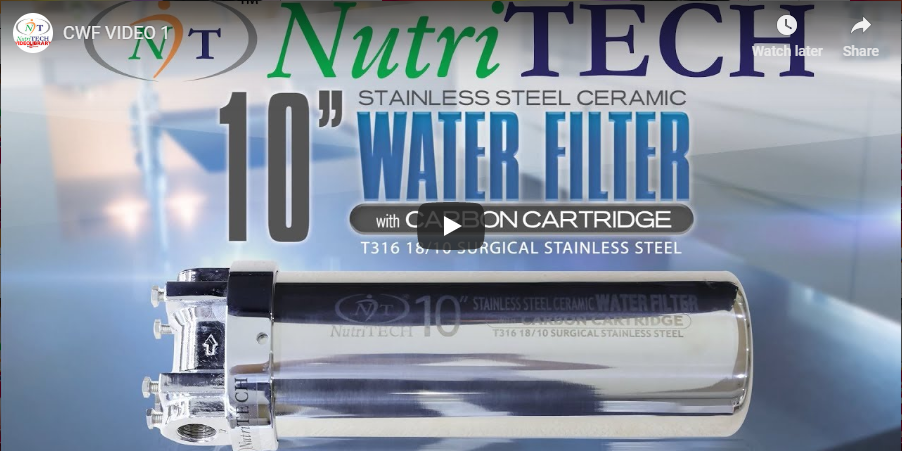 CWF VIDEO 1
Watch later
Share
NT
NutriTECH
TM
10”
STAINLESS STEEL CERAMIC
WATER FILTER
with CARBON CARTRIDGE
T316 18/10 SURGICAL STAINLESS STEEL
NT
NutriTECH
10" STAINLESS STEEL CERAMIC WATER FILTER
CARBON CARTRIDGE
T316 18/10 SURGICAL STAINLESS STEEL
NutriTECH